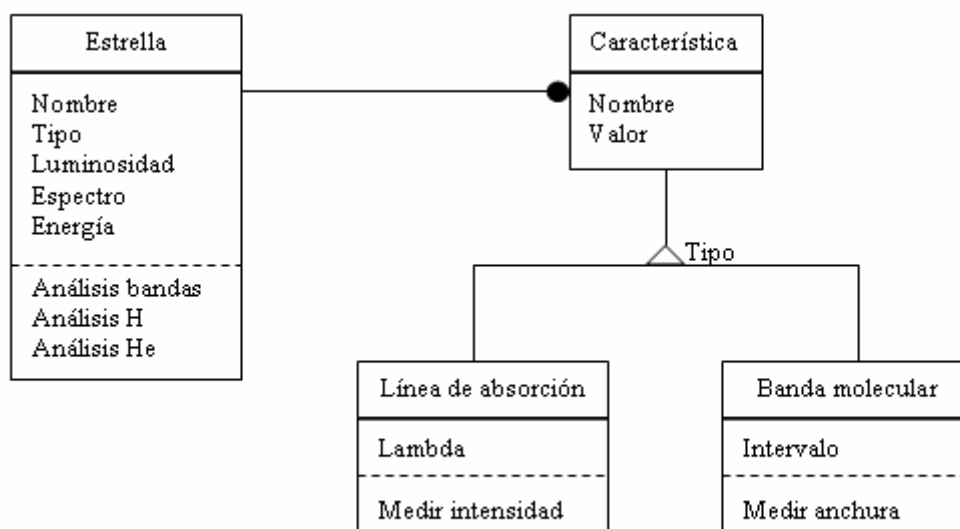 Estrella
Nombre
Tipo
Luminosidad
Espectro
Energía
Análisis bandas
Análisis H
Análisis He
Característica
Nombre
Valor
Tipo
Línea de absorción
Lambda
Medir intensidad
Banda molecular
Intervalo
Medir anchura